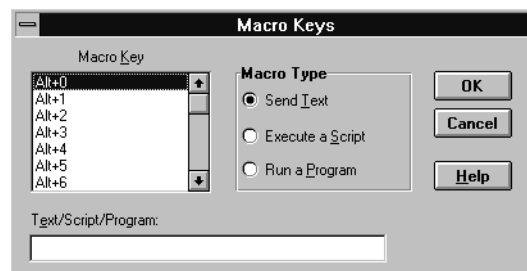 Macro Keys
Macro Key
Alt+0
Alt+1
Alt+2
Alt+3
Alt+4
Alt+5
Alt+6
Macro Type
Send Text
Execute a Script
Run a Program
OK
Cancel
Help
Text/Script/Program: